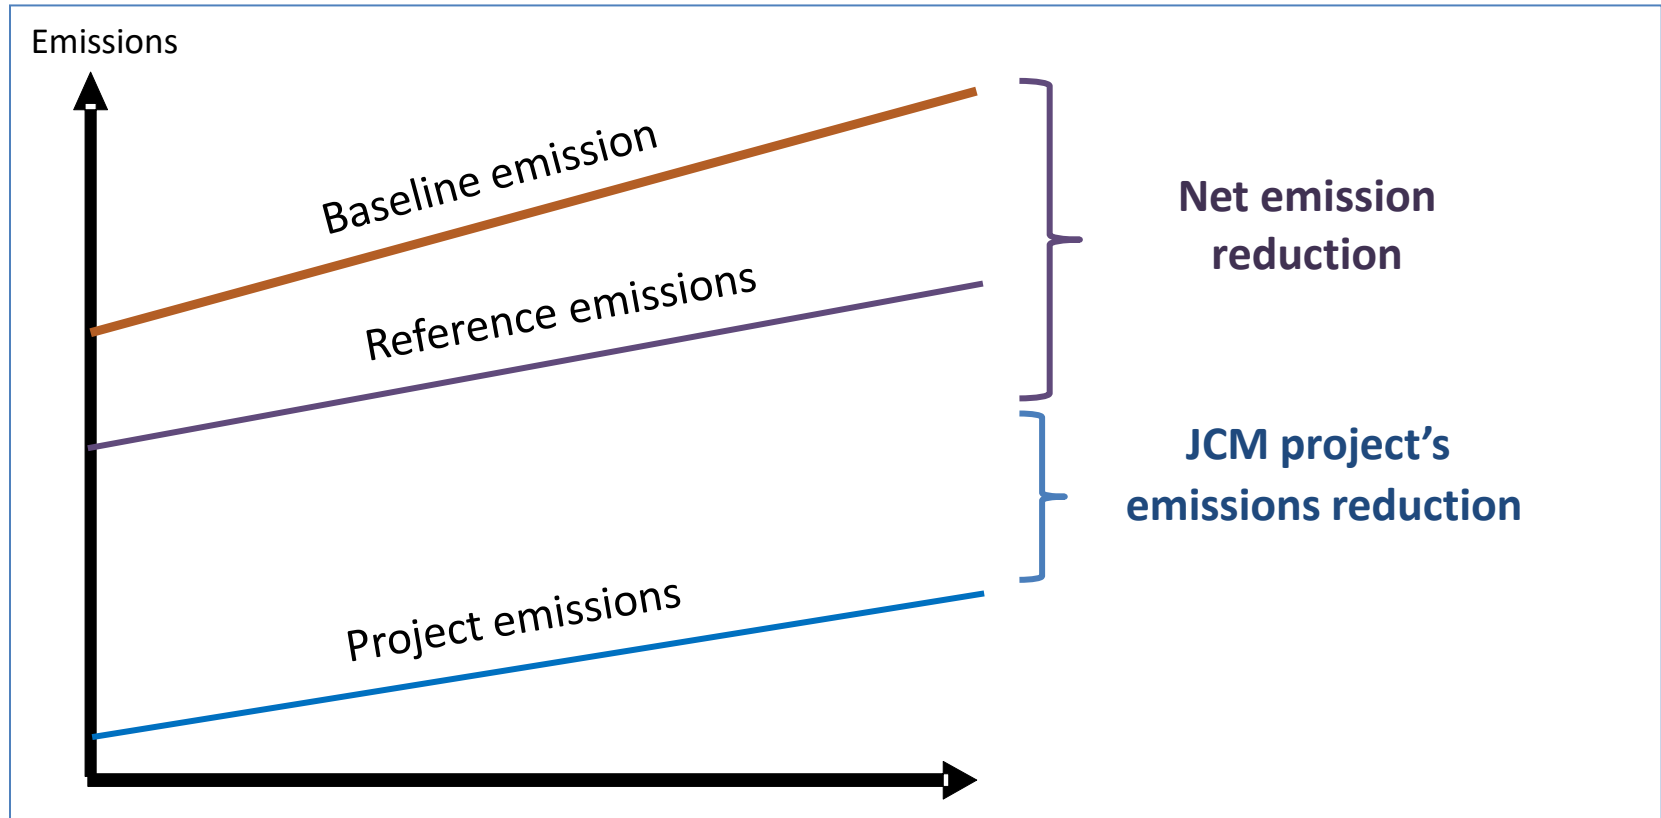 Emissions
Baseline emission
Reference emissions
Project emissions
Net emission
reduction
JCM project’s
emissions reduction